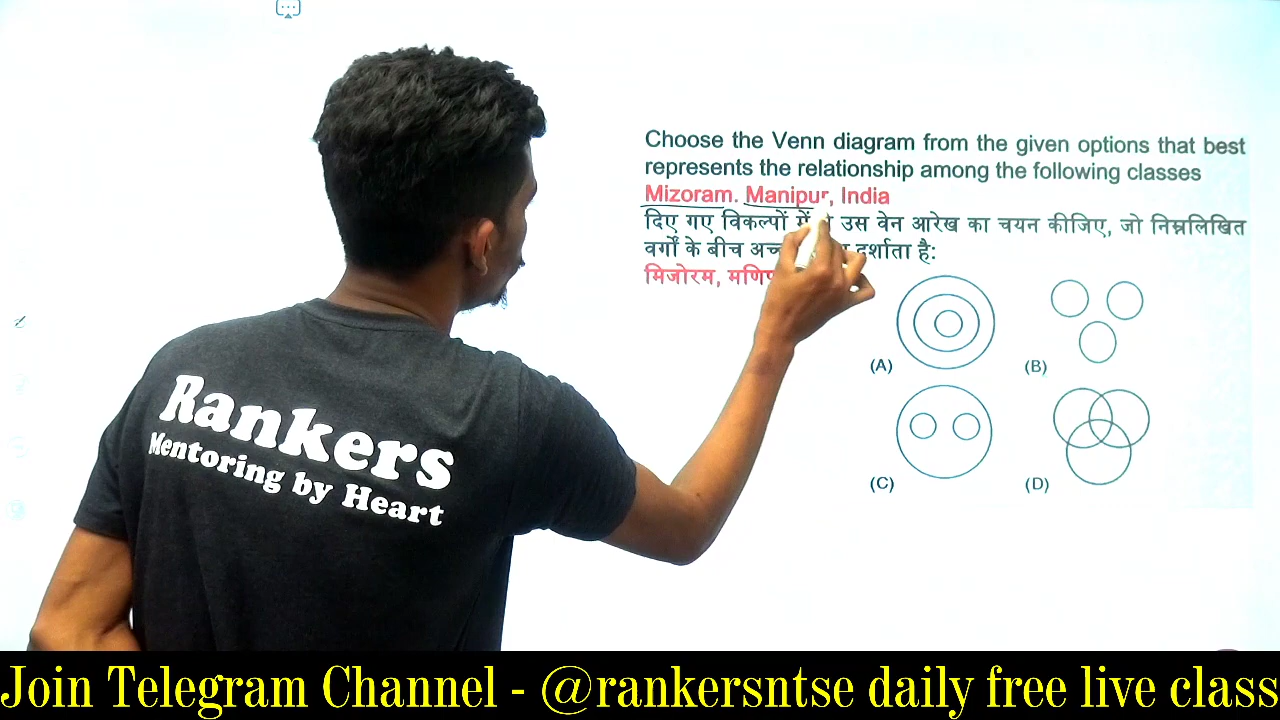 Choose the Venn diagram from the given options that best
represents the relationship among the following classes
Mizoram. Manipur, India
दिए गए विकल्पों में उस वेन आरेख का चयन कीजिए, जो निम्नलिखित
वर्गों के बीच दर्शाता है:
मिजोरम,
(A)
(B)
(C)
(D)
Rankers
Mentoring by Heart
Join Telegram Channel - @rankersntse daily free live class